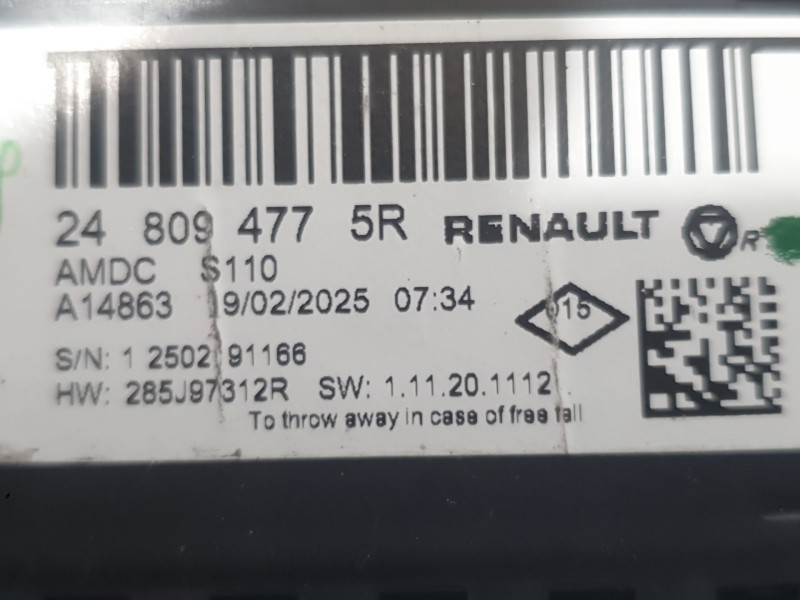 24 809 477 5R RENAULT R
AMDC S110
A14863 19/02/2025 07:34 015
S/N: 1 2502 91166
HW: 285J97312R SW: 1.11.20.1112
To throw away in case of free fall